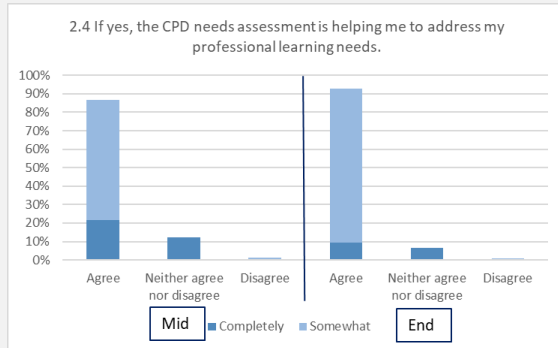 2.4 If yes, the CPD needs assessment is helping me to address my
professional learning needs.
100%
90%
80%
70%
60%
50%
40%
30%
20%
10%
0%
Agree
Neither agree
nor disagree
Disagree
Agree
Neither agree
nor disagree
Disagree
Mid
Completely
Somewhat
End